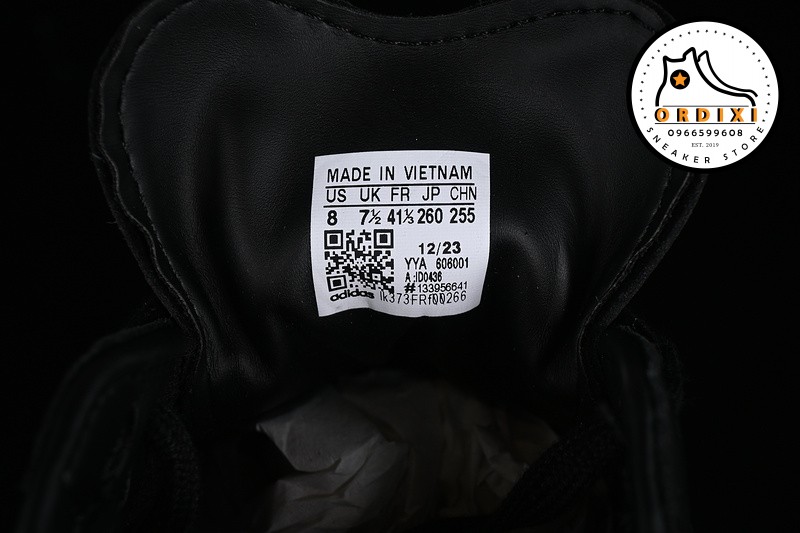 MADE IN VIETNAM
US UK FR JP CHN
8 7½ 41⅓ 260 255
12/23
YYA 606001
A:ID0436
#133956641
adidas lk373FRf00266
ORDIXI
0966599608
EST. 2019
SNEAKER STORE